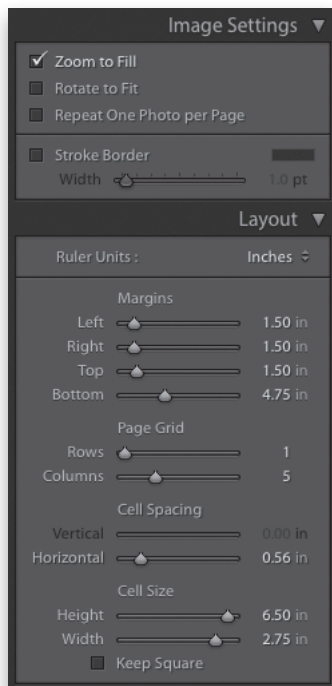 Image Settings
Zoom to Fill
Rotate to Fit
Repeat One Photo per Page
Stroke Border
Width 1.0 pt
Layout
Ruler Units : Inches
Margins
Left 1.50 in
Right 1.50 in
Top 1.50 in
Bottom 4.75 in
Page Grid
Rows 1
Columns 5
Cell Spacing
Vertical 0.00 in
Horizontal 0.56 in
Cell Size
Height 6.50 in
Width 2.75 in
Keep Square